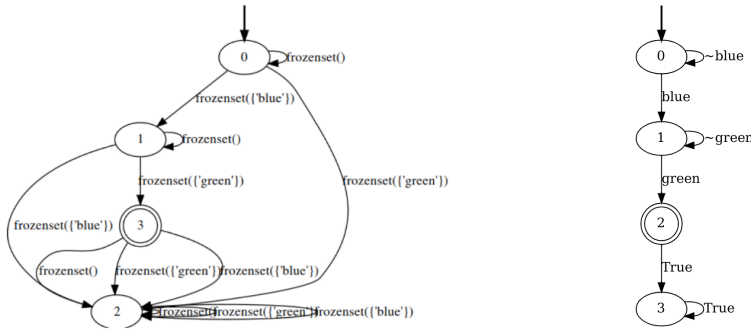 0
frozenset()
frozenset({'blue'})
1
frozenset()
frozenset({'green'})
frozenset({'green'})
frozenset({'blue'})
3
frozenset()
frozenset({'green'})
frozenset({'blue'})
2
frozenset()
frozenset({'green'})
frozenset({'blue'})
0
~blue
blue
1
~green
green
2
True
3
True